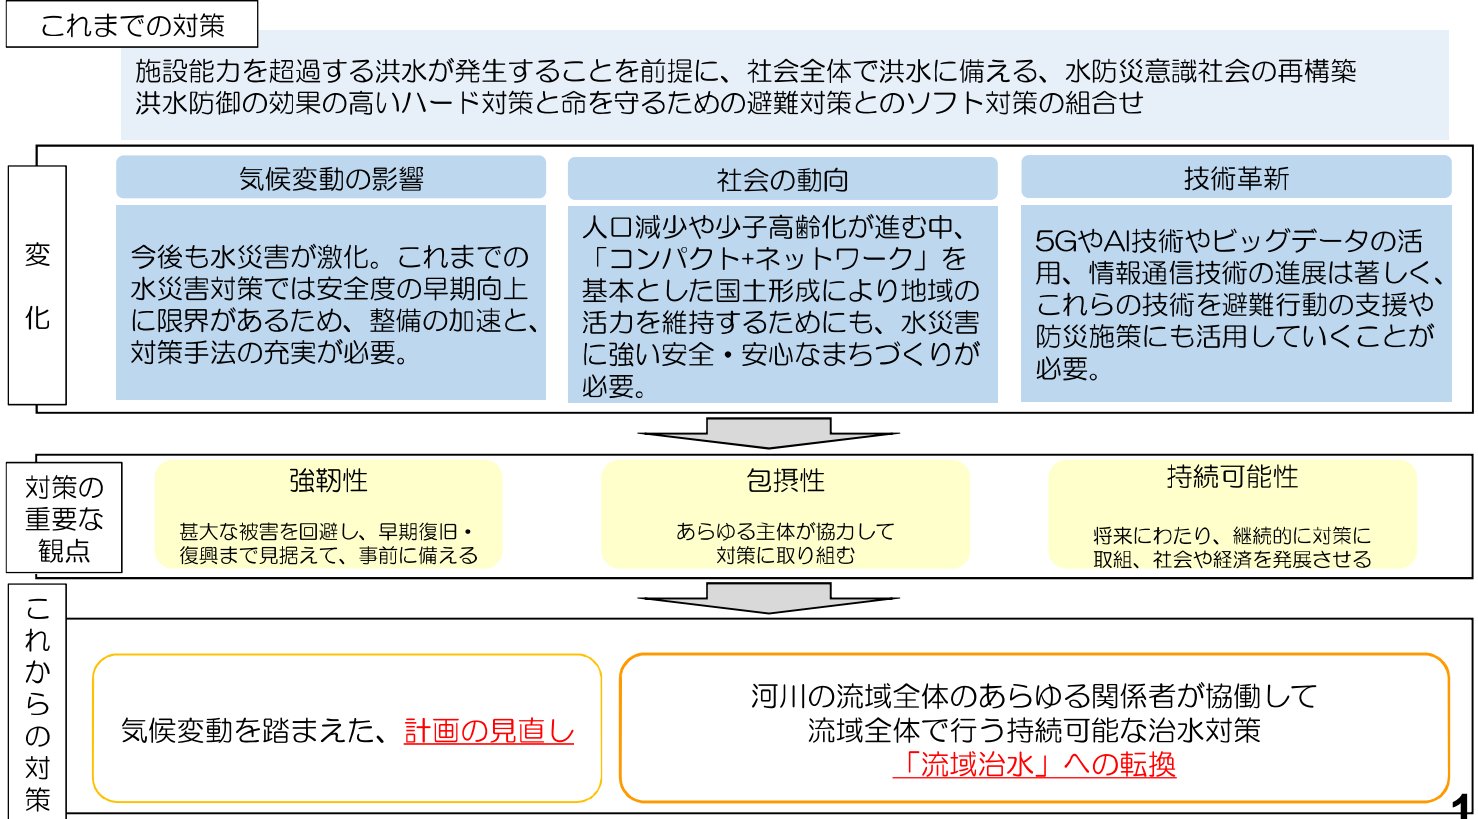 これまでの対策
施設能力を超過する洪水が発生することを前提に、社会全体で洪水に備える、水防災意識社会の再構築
洪水防御の効果の高いハード対策と命を守るための避難対策とのソフト対策の組合せ
変化
気候変動の影響
今後も水災害が激化。これまでの
水災害対策では安全度の早期向上
に限界があるため、整備の加速と、
対策手法の充実が必要。
社会の動向
人口減少や少子高齢化が進む中、
「コンパクト+ネットワーク」を
基本とした国土形成により地域の
活力を維持するためにも、水災害
に強い安全・安心なまちづくりが
必要。
技術革新
5GやAI技術やビッグデータの活
用、情報通信技術の進展は著しく、
これらの技術を避難行動の支援や
防災施策にも活用していくことが
必要。
対策の
重要な
観点
強靭性
甚大な被害を回避し、早期復旧・
復興まで見据えて、事前に備える
包摂性
あらゆる主体が協力して
対策に取り組む
持続可能性
将来にわたり、継続的に対策に
取組、社会や経済を発展させる
これからの対策
気候変動を踏まえた、計画の見直し
河川の流域全体のあらゆる関係者が協働して
流域全体で行う持続可能な治水対策
「流域治水」への転換
1